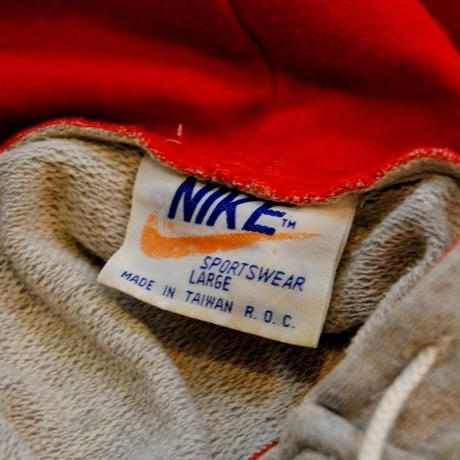 NIKE™
SPORTSWEAR
LARGE
MADE IN TAIWAN R.O.C.